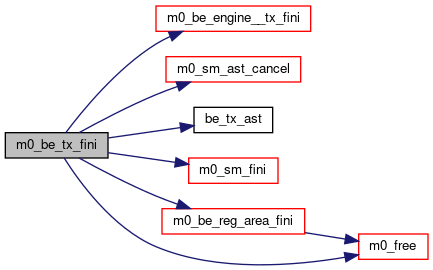 m0_be_engine__tx_fini
m0_sm_ast_cancel
be_tx_ast
m0_be_tx_fini
m0_sm_fini
m0_be_reg_area_fini
m0_free